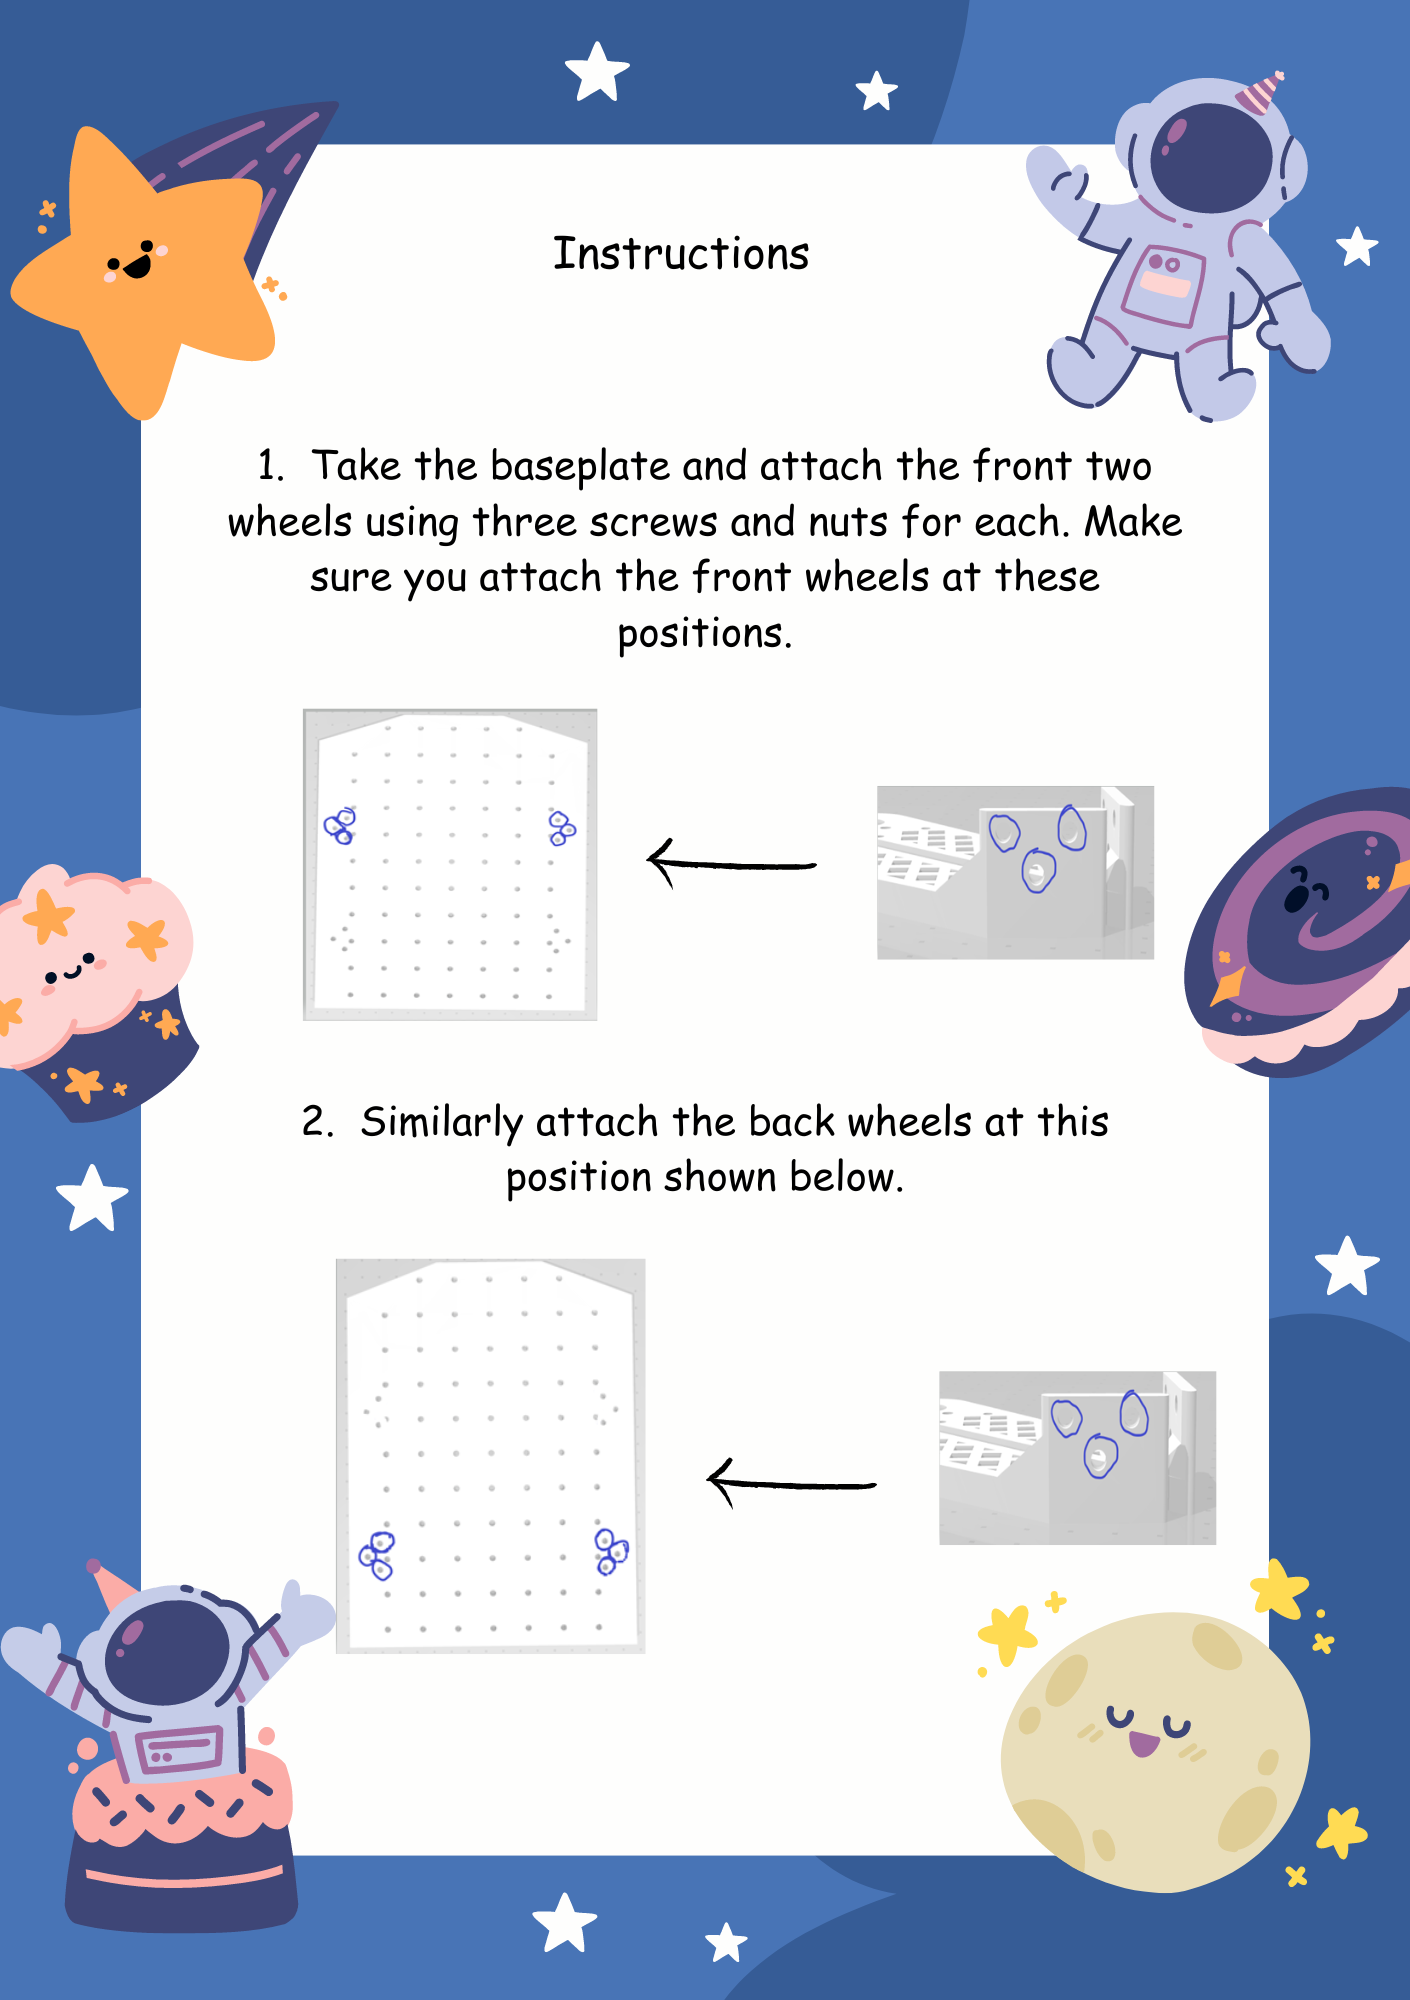 Instructions
1. Take the baseplate and attach the front two
wheels using three screws and nuts for each. Make
sure you attach the front wheels at these
positions.
2. Similarly attach the back wheels at this
position shown below.